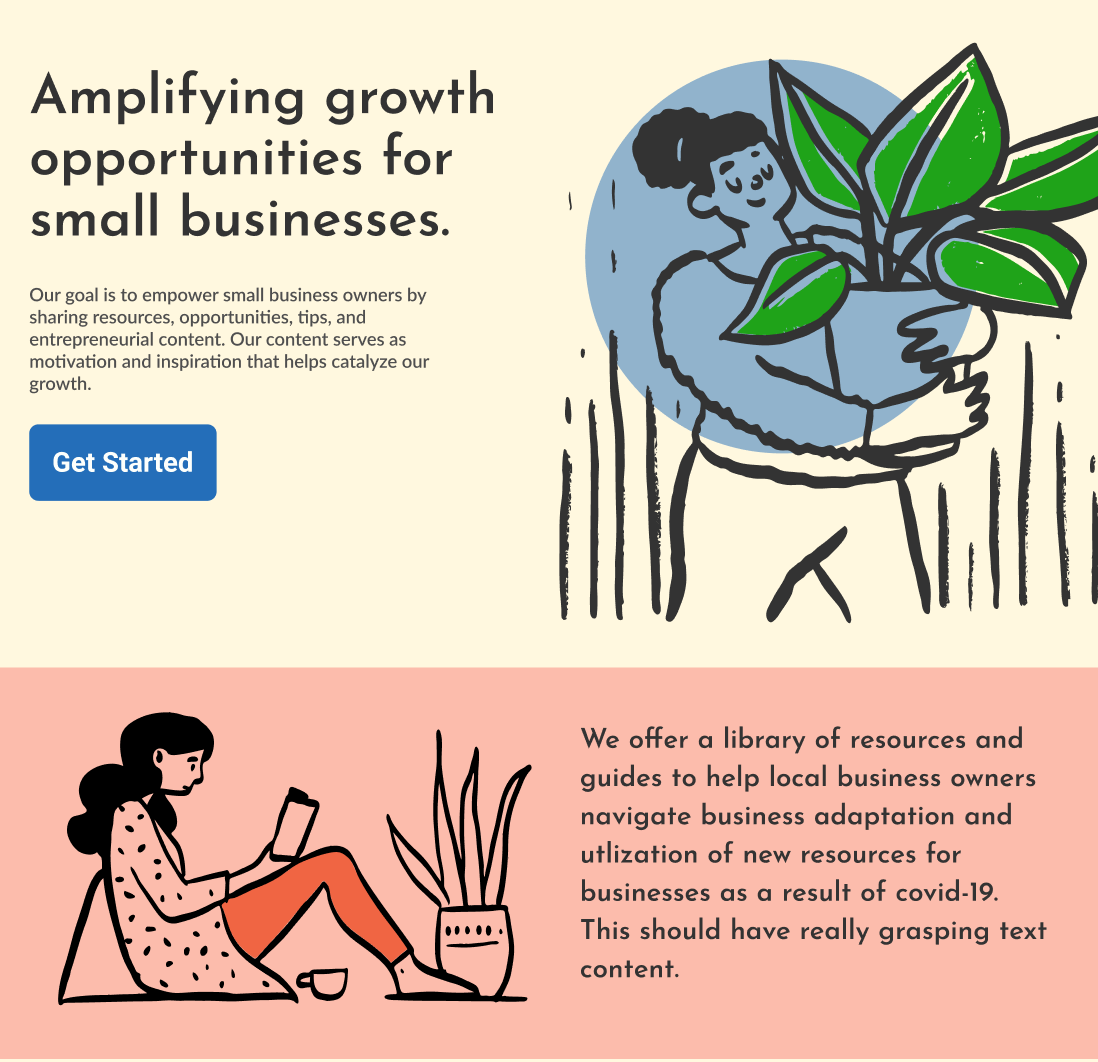 Amplifying growth
opportunities for
small businesses.
Our goal is to empower small business owners by
sharing resources, opportunities, tips, and
entrepreneurial content. Our content serves as
motivation and inspiration that helps catalyze our
growth.
Get Started
We offer a library of resources and
guides to help local business owners
navigate business adaptation and
utlization of new resources for
businesses as a result of covid-19.
This should have really grasping text
content.